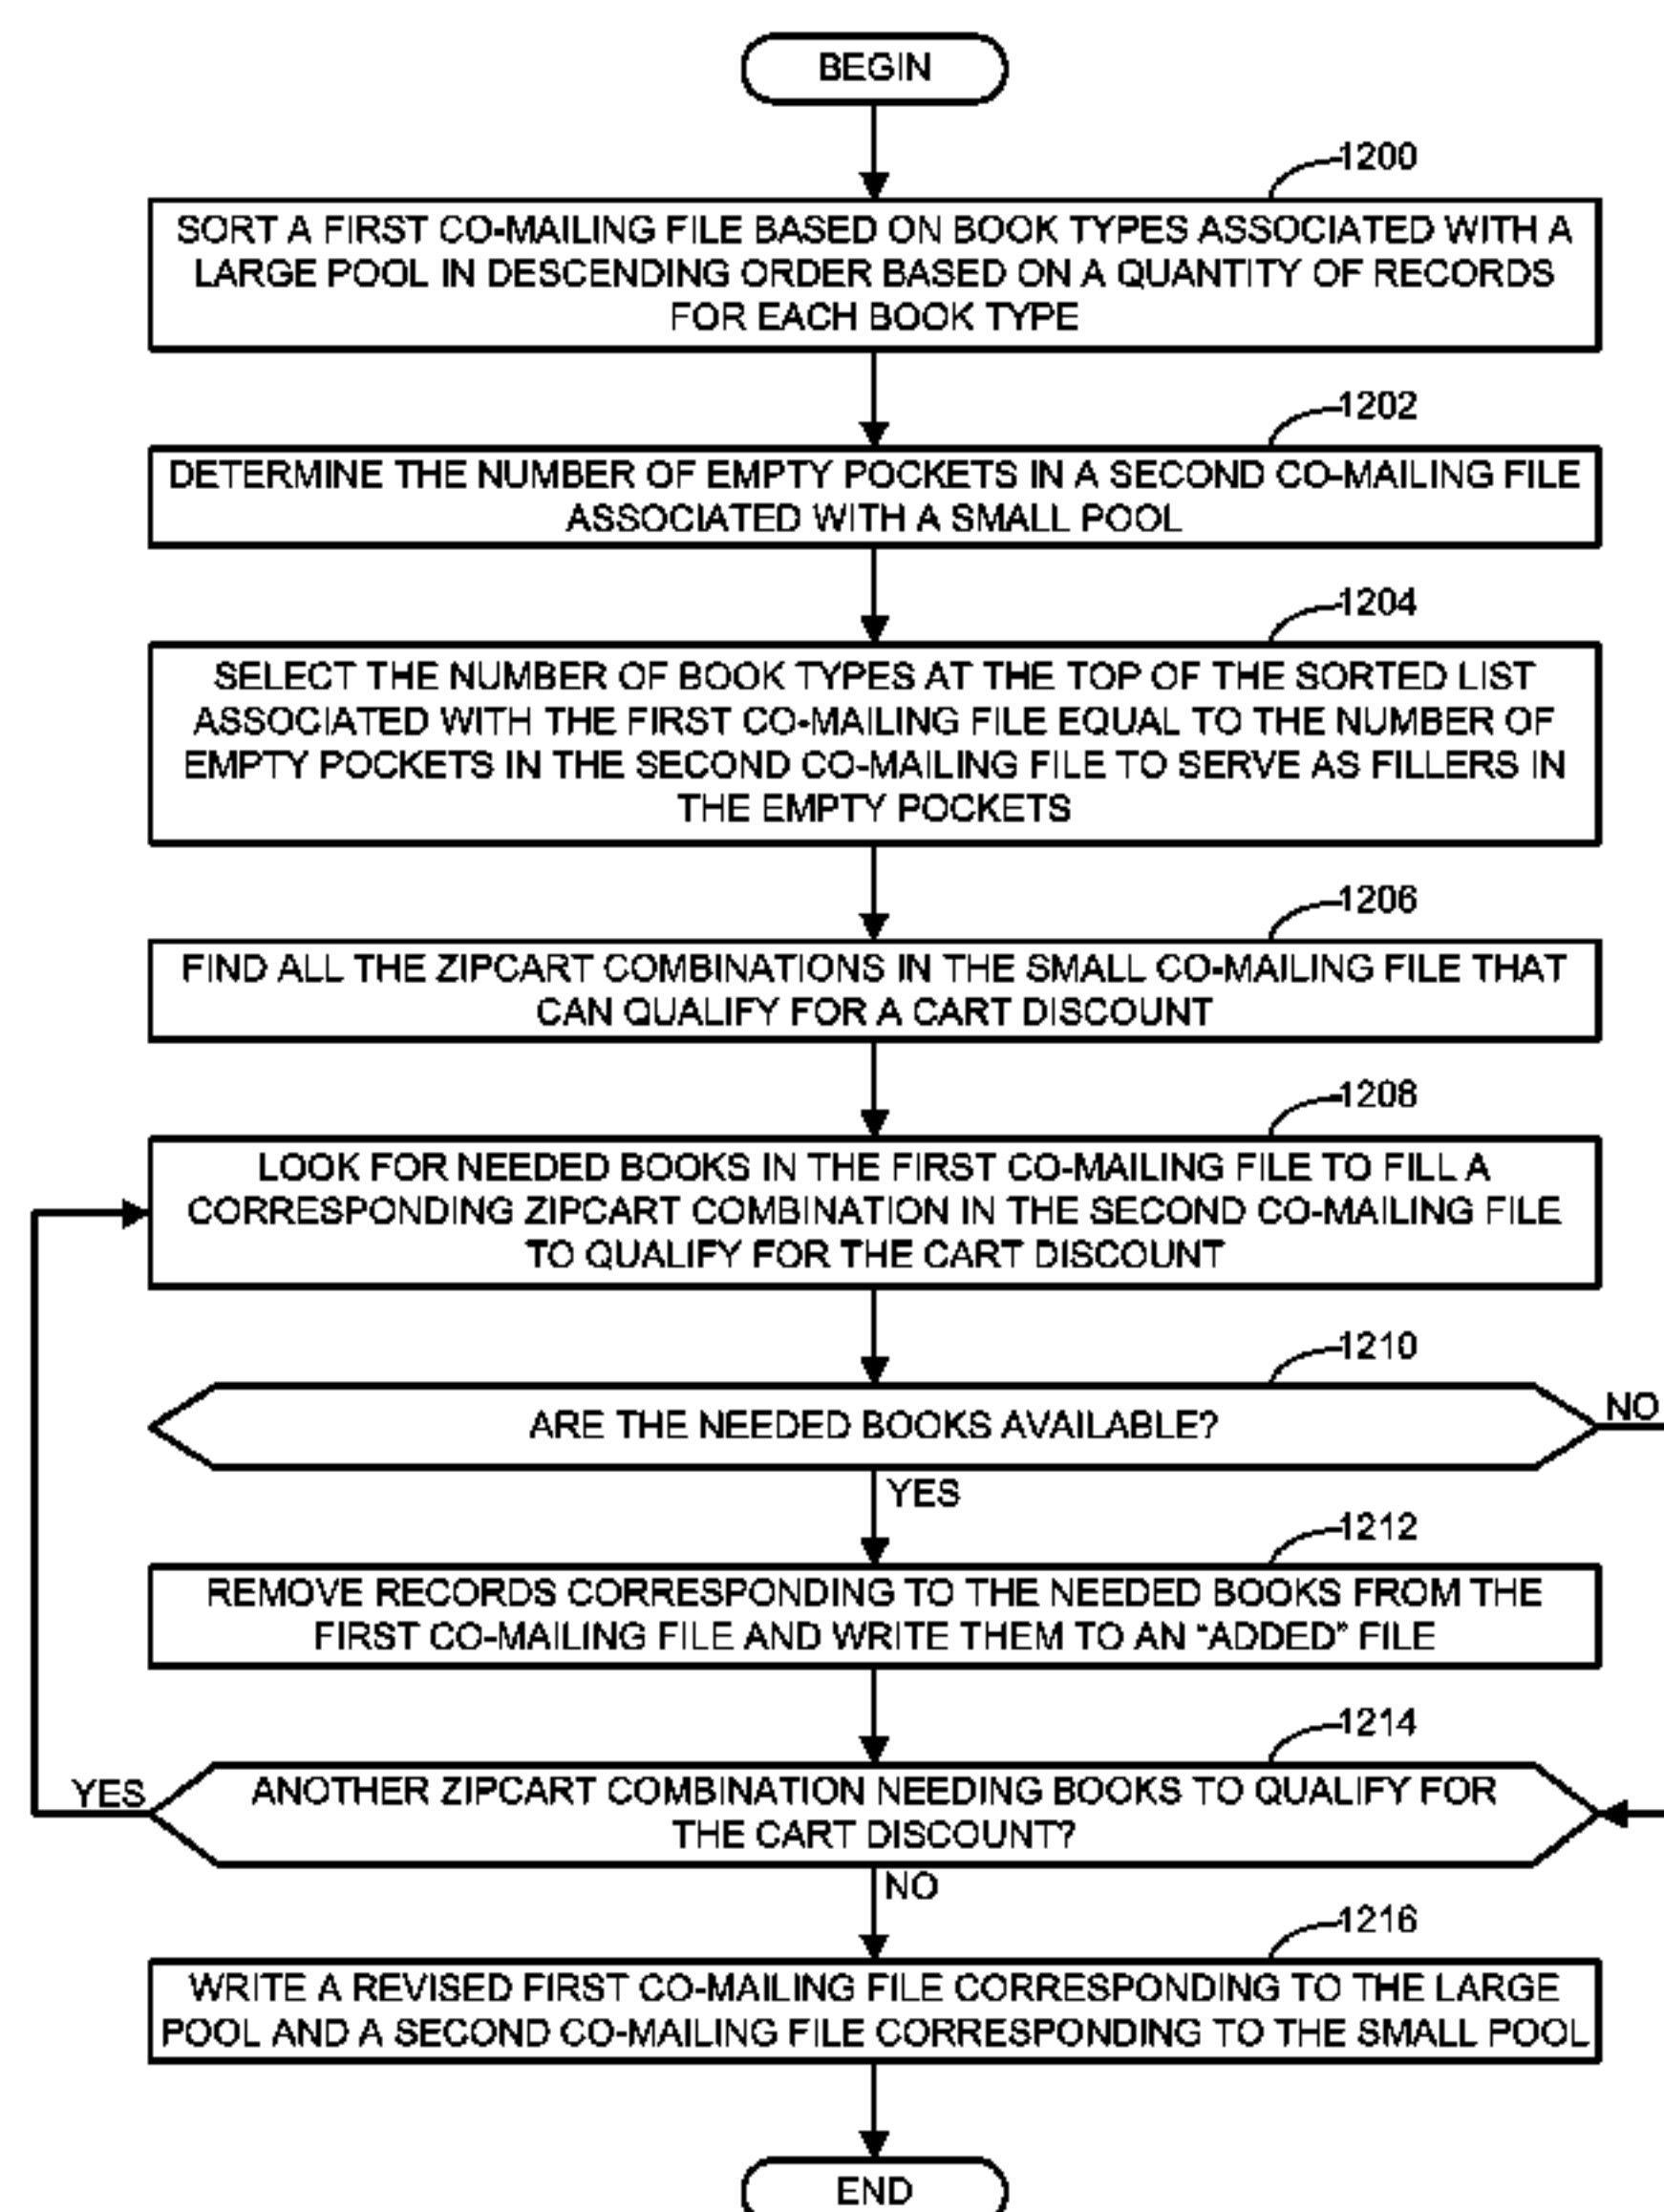 BEGIN
1200
SORT A FIRST CO-MAILING FILE BASED ON BOOK TYPES ASSOCIATED WITH A
LARGE POOL IN DESCENDING ORDER BASED ON A QUANTITY OF RECORDS
FOR EACH BOOK TYPE
1202
DETERMINE THE NUMBER OF EMPTY POCKETS IN A SECOND CO-MAILING FILE
ASSOCIATED WITH A SMALL POOL
1204
SELECT THE NUMBER OF BOOK TYPES AT THE TOP OF THE SORTED LIST
ASSOCIATED WITH THE FIRST CO-MAILING FILE EQUAL TO THE NUMBER OF
EMPTY POCKETS IN THE SECOND CO-MAILING FILE TO SERVE AS FILLERS IN
THE EMPTY POCKETS
1206
FIND ALL THE ZIPCART COMBINATIONS IN THE SMALL CO-MAILING FILE THAT
CAN QUALIFY FOR A CART DISCOUNT
1208
LOOK FOR NEEDED BOOKS IN THE FIRST CO-MAILING FILE TO FILL A
CORRESPONDING ZIPCART COMBINATION IN THE SECOND CO-MAILING FILE
TO QUALIFY FOR THE CART DISCOUNT
1210
ARE THE NEEDED BOOKS AVAILABLE?
NO
YES
1212
REMOVE RECORDS CORRESPONDING TO THE NEEDED BOOKS FROM THE
FIRST CO-MAILING FILE AND WRITE THEM TO AN "ADDED" FILE
1214
YES
ANOTHER ZIPCART COMBINATION NEEDING BOOKS TO QUALIFY FOR
THE CART DISCOUNT?
NO
1216
WRITE A REVISED FIRST CO-MAILING FILE CORRESPONDING TO THE LARGE
POOL AND A SECOND CO-MAILING FILE CORRESPONDING TO THE SMALL POOL
END